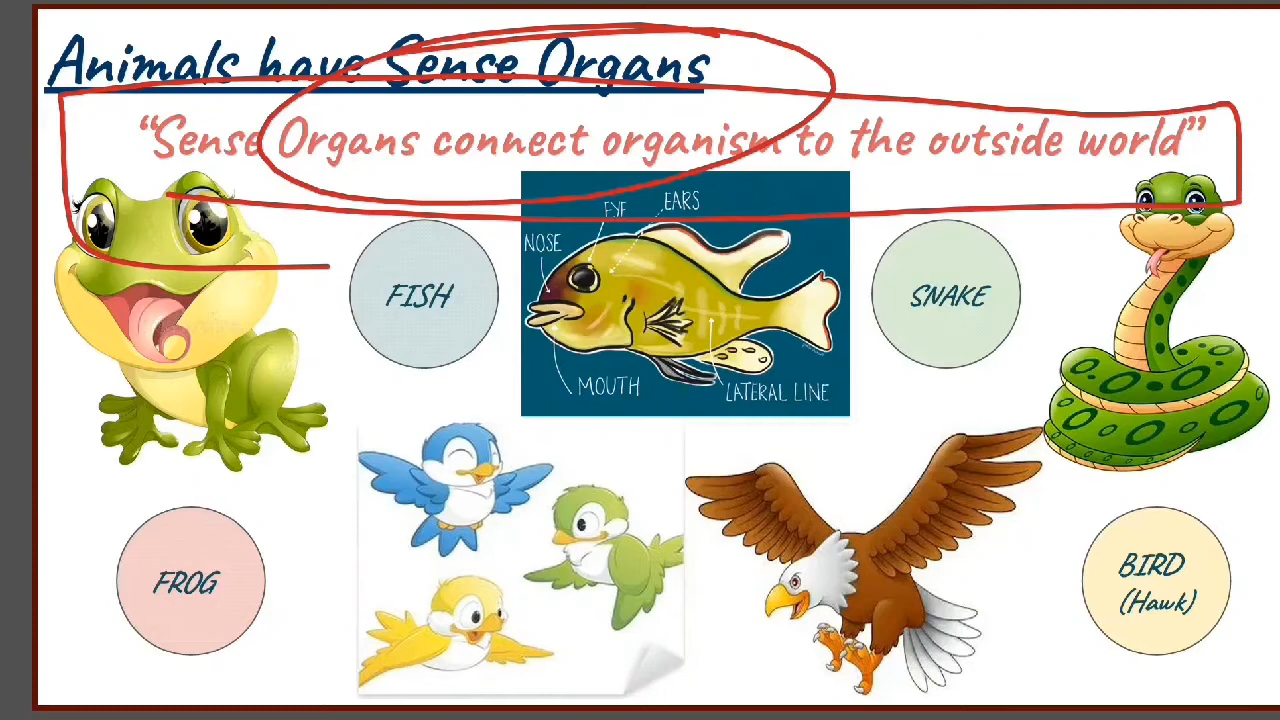 Animals have Sense Organs
“Sense Organs connect organism to the outside world”
EYE
EARS
NOSE
FISH
SNAKE
MOUTH
LATERAL LINE
FROG
BIRD
(Hawk)